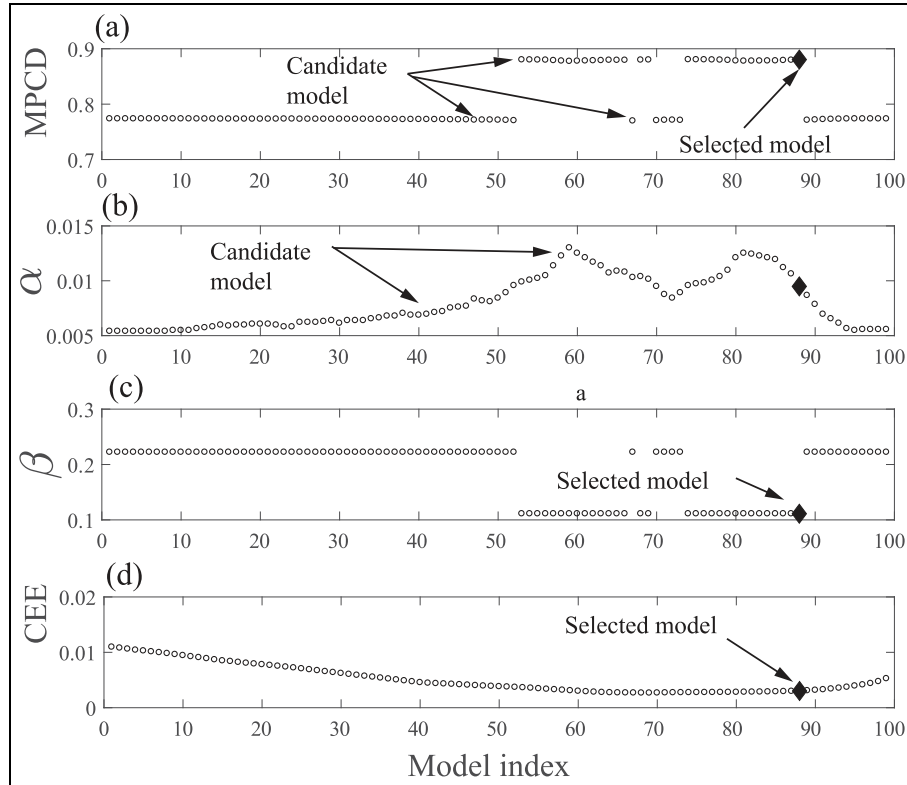 (a)
MPCD
0.9
0.8
0.7
Candidate
model
Selected model
0 10 20 30 40 50 60 70 80 90 100
(b)
α
0.015
0.01
0.005
Candidate
model
0 10 20 30 40 50 60 70 80 90 100
a
(c)
β
0.3
0.2
0.1
Selected model
0 10 20 30 40 50 60 70 80 90 100
(d)
CEE
0.02
0.01
0
Selected model
0 10 20 30 40 50 60 70 80 90 100
Model index